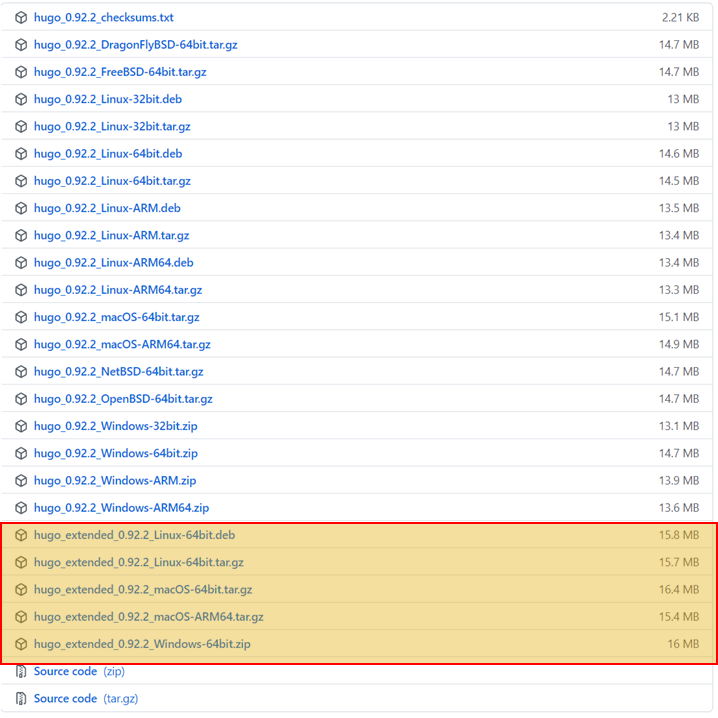 hugo_0.92.2_checksums.txt 2.21 KB
hugo_0.92.2_DragonFlyBSD-64bit.tar.gz 14.7 MB
hugo_0.92.2_FreeBSD-64bit.tar.gz 14.7 MB
hugo_0.92.2_Linux-32bit.deb 13 MB
hugo_0.92.2_Linux-32bit.tar.gz 13 MB
hugo_0.92.2_Linux-64bit.deb 14.6 MB
hugo_0.92.2_Linux-64bit.tar.gz 14.5 MB
hugo_0.92.2_Linux-ARM.deb 13.5 MB
hugo_0.92.2_Linux-ARM.tar.gz 13.4 MB
hugo_0.92.2_Linux-ARM64.deb 13.4 MB
hugo_0.92.2_Linux-ARM64.tar.gz 13.3 MB
hugo_0.92.2_macOS-64bit.tar.gz 15.1 MB
hugo_0.92.2_macOS-ARM64.tar.gz 14.9 MB
hugo_0.92.2_NetBSD-64bit.tar.gz 14.7 MB
hugo_0.92.2_OpenBSD-64bit.tar.gz 14.7 MB
hugo_0.92.2_Windows-32bit.zip 13.1 MB
hugo_0.92.2_Windows-64bit.zip 14.7 MB
hugo_0.92.2_Windows-ARM.zip 13.9 MB
hugo_0.92.2_Windows-ARM64.zip 13.6 MB
hugo_extended_0.92.2_Linux-64bit.deb 15.8 MB
hugo_extended_0.92.2_Linux-64bit.tar.gz 15.7 MB
hugo_extended_0.92.2_macOS-64bit.tar.gz 16.4 MB
hugo_extended_0.92.2_macOS-ARM64.tar.gz 15.4 MB
hugo_extended_0.92.2_Windows-64bit.zip 16 MB
Source code (zip)
Source code (tar.gz)